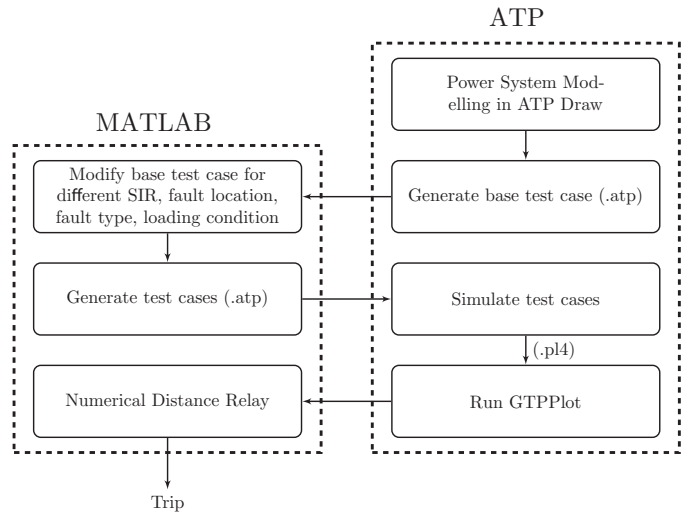 ATP
Power System Mod-
elling in ATP Draw
MATLAB
Modify base test case for
different SIR, fault location,
fault type, loading condition
Generate base test case (.atp)
Generate test cases (.atp)
Simulate test cases
(.pl4)
Numerical Distance Relay
Run GTPPlot
Trip